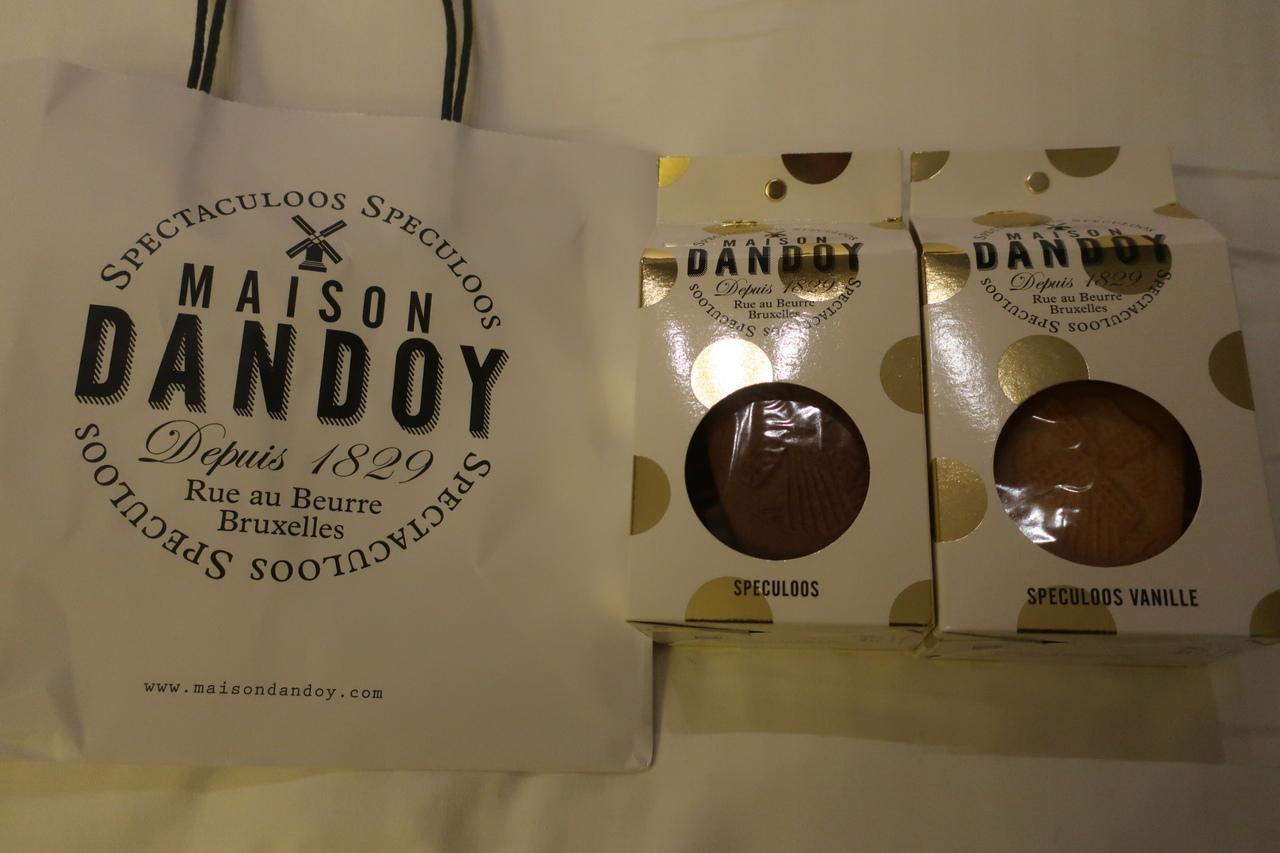 SPECTACULOOS SPECULOOS
MAISON
DANDOY
Depuis 1829
Rue au Beurre
Bruxelles
SPECTACULOOS SPECULOOS
www.maisondandoy.com
MAISON
DANDOY
Depuis 1829
Rue au Beurre
Bruxelles
SPECTACULOOS SPECULOOS
SPECULOOS
MAISON
DANDOY
Depuis 1829
Rue au Beurre
Bruxelles
SPECTACULOOS SPECULOOS
SPECULOOS VANILLE